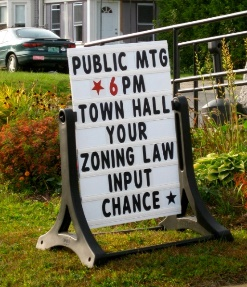 PUBLIC MTG
★6 PM
TOWN HALL
YOUR
ZONING LAW
INPUT
CHANCE ★